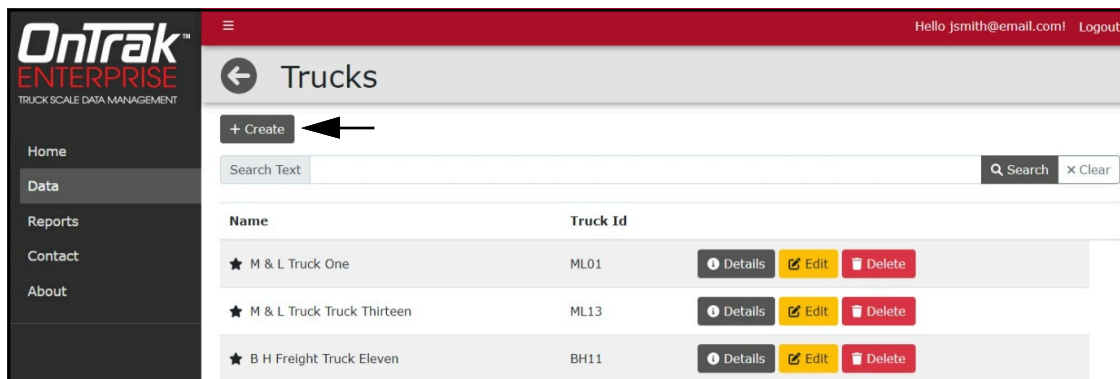 OnTrak™
ENTERPRISE
TRUCK SCALE DATA MANAGEMENT
Home
Data
Reports
Contact
About
Hello jsmith@email.com! Logout
Trucks
+ Create
Search Text Search × Clear
Name Truck Id
M & L Truck One ML01 Details Edit Delete
M & L Truck Truck Thirteen ML13 Details Edit Delete
B H Freight Truck Eleven BH11 Details Edit Delete